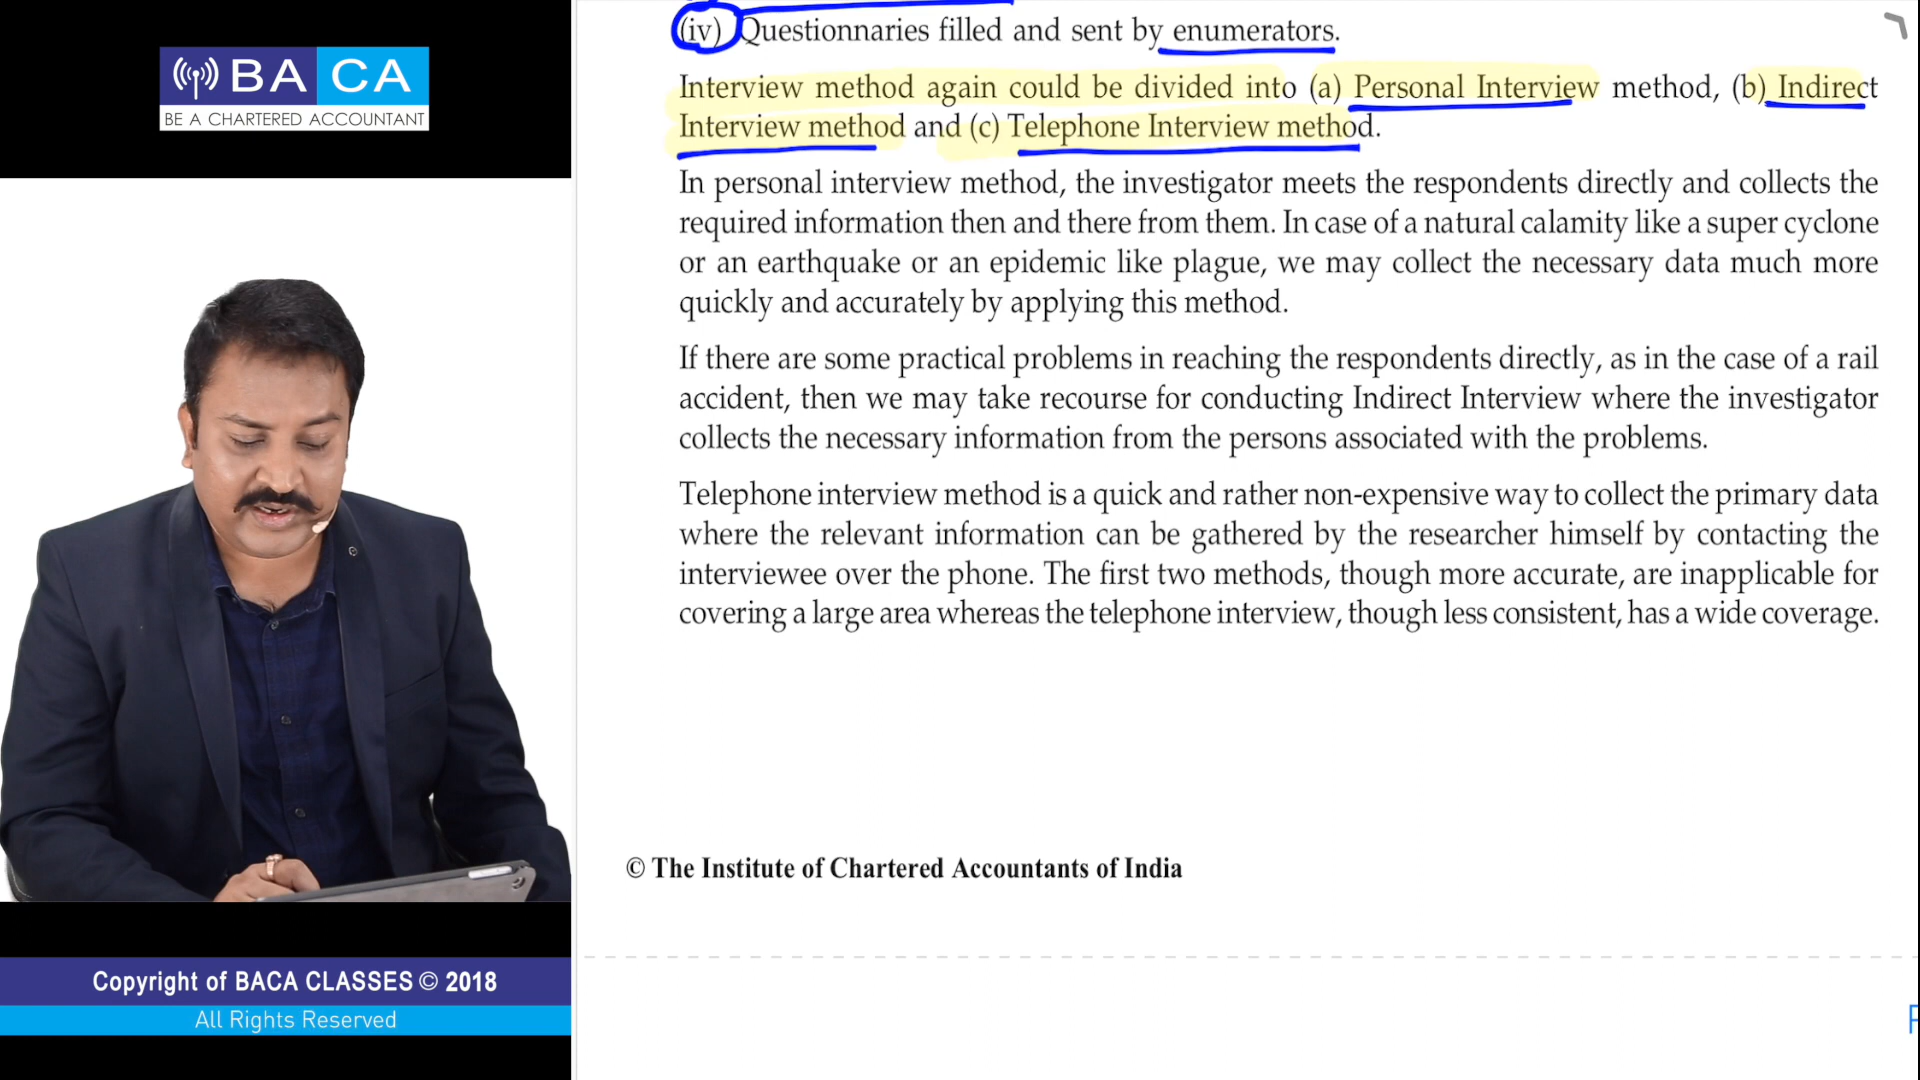 BA CA
BE A CHARTERED ACCOUNTANT
(iv) Questionnaries filled and sent by enumerators.
Interview method again could be divided into (a) Personal Interview method, (b) Indirect
Interview method and (c) Telephone Interview method.
In personal interview method, the investigator meets the respondents directly and collects the
required information then and there from them. In case of a natural calamity like a super cyclone
or an earthquake or an epidemic like plague, we may collect the necessary data much more
quickly and accurately by applying this method.
If there are some practical problems in reaching the respondents directly, as in the case of a rail
accident, then we may take recourse for conducting Indirect Interview where the investigator
collects the necessary information from the persons associated with the problems.
Telephone interview method is a quick and rather non-expensive way to collect the primary data
where the relevant information can be gathered by the researcher himself by contacting the
interviewee over the phone. The first two methods, though more accurate, are inapplicable for
covering a large area whereas the telephone interview, though less consistent, has a wide coverage.
© The Institute of Chartered Accountants of India
Copyright of BACA CLASSES © 2018
All Rights Reserved